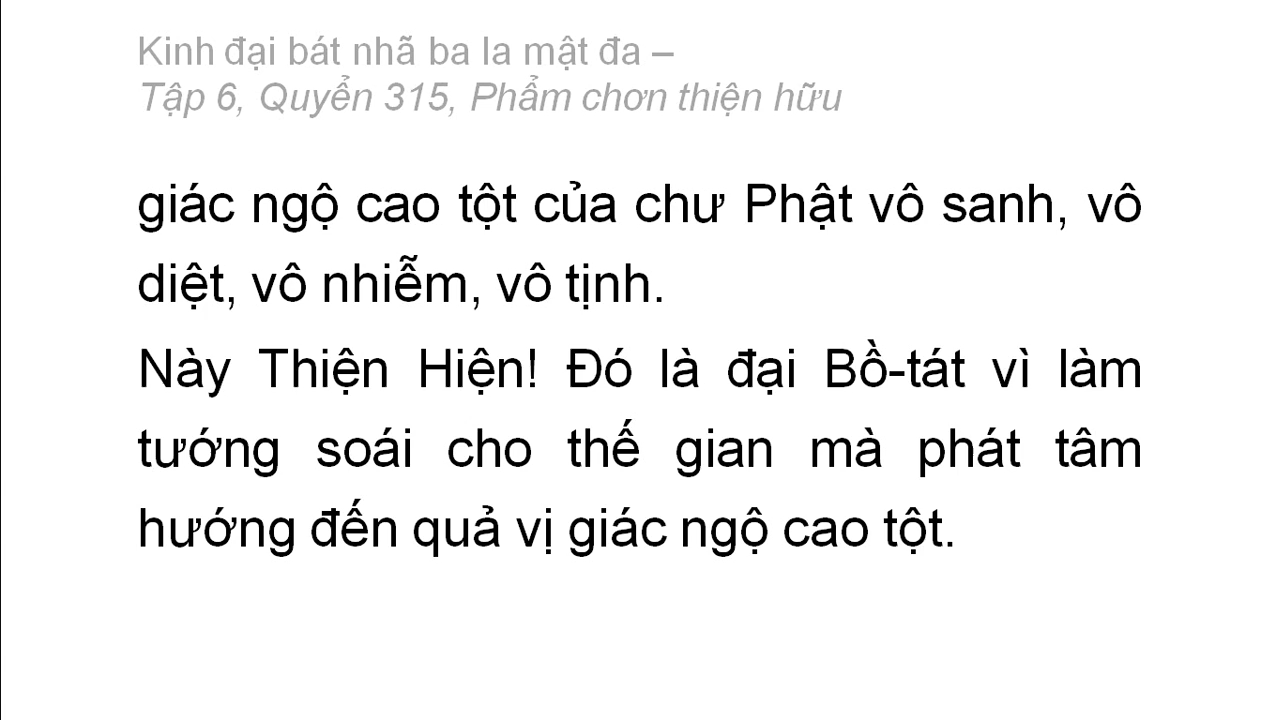 Kinh đại bát nhã ba la mật đa –
Tập 6, Quyển 315, Phẩm chơn thiện hữu
giác ngộ cao tột của chư Phật vô sanh, vô
diệt, vô nhiễm, vô tịnh.
Này Thiện Hiện! Đó là đại Bồ-tát vì làm
tướng soái cho thế gian mà phát tâm
hướng đến quả vị giác ngộ cao tột.